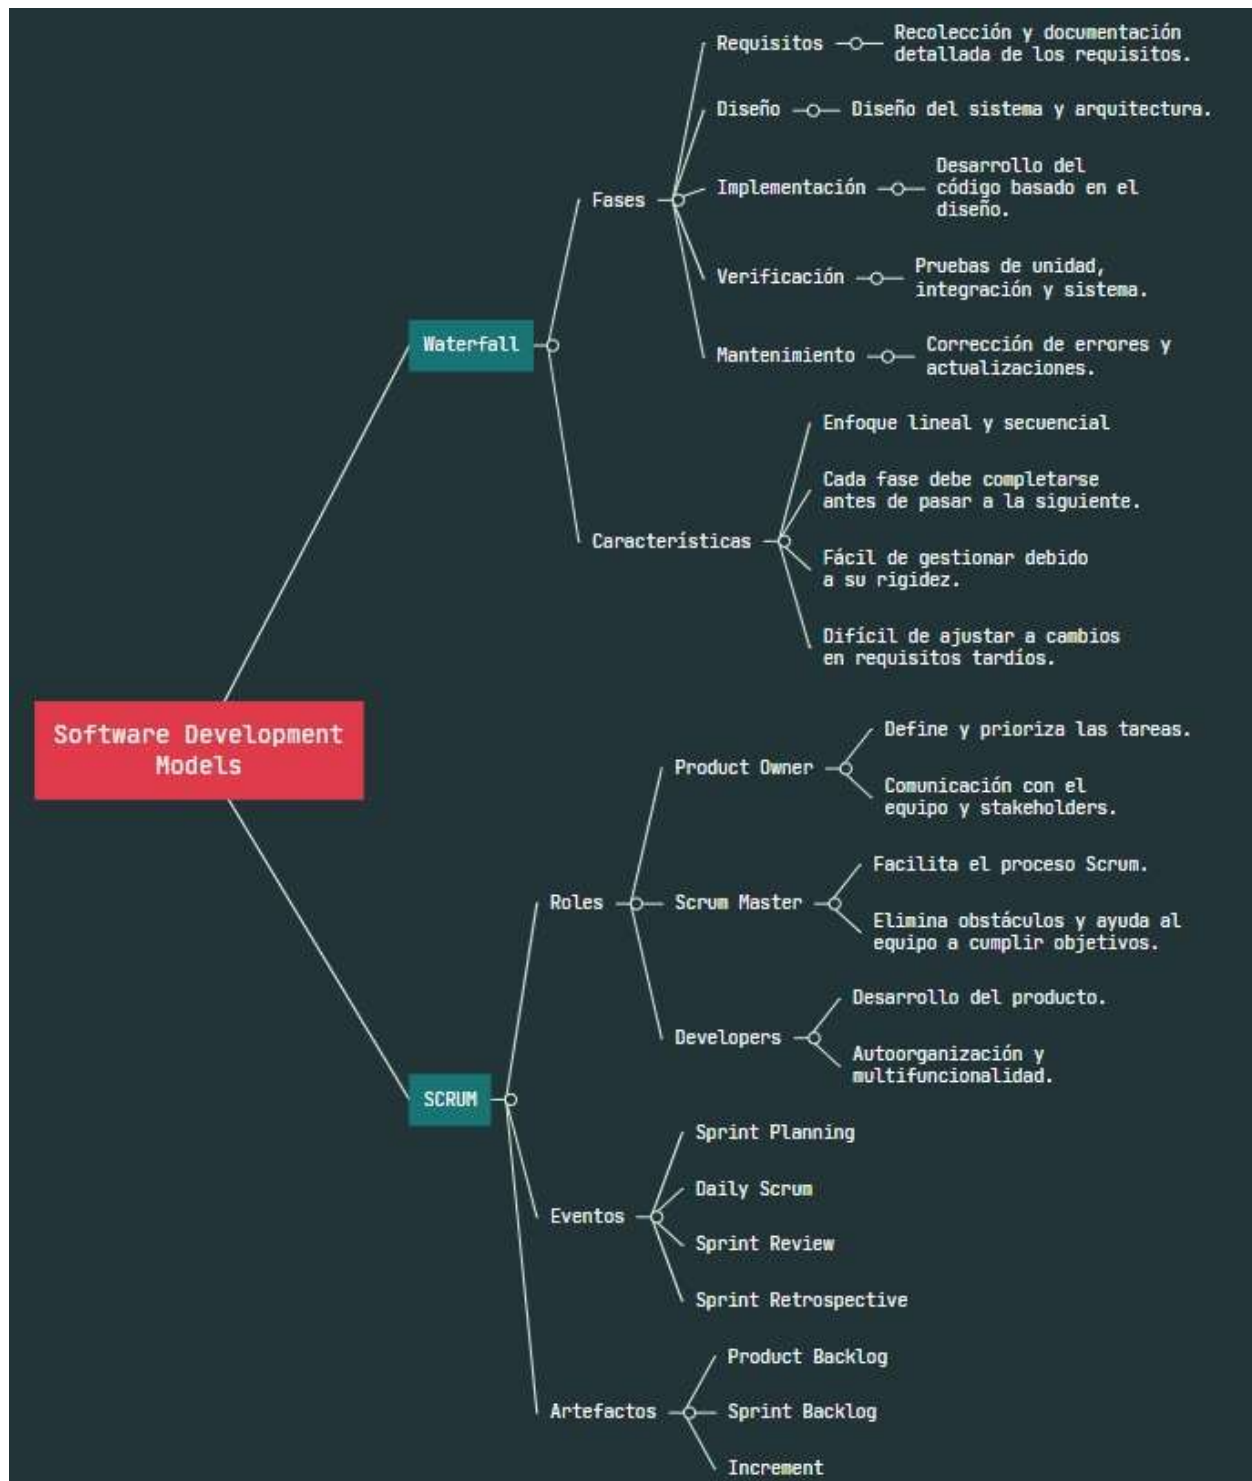 Software Development
Models
Waterfall
Fases
Requisitos
Recolección y documentación
detallada de los requisitos.
Diseño
Diseño del sistema y arquitectura.
Implementación
Desarrollo del
código basado en el
diseño.
Verificación
Pruebas de unidad,
integración y sistema.
Mantenimiento
Corrección de errores y
actualizaciones.
Características
Enfoque lineal y secuencial
Cada fase debe completarse
antes de pasar a la siguiente.
Fácil de gestionar debido
a su rigidez.
Difícil de ajustar a cambios
en requisitos tardíos.
SCRUM
Roles
Product Owner
Define y prioriza las tareas.
Comunicación con el
equipo y stakeholders.
Scrum Master
Facilita el proceso Scrum.
Elimina obstáculos y ayuda al
equipo a cumplir objetivos.
Developers
Desarrollo del producto.
Autoorganización y
multifuncionalidad.
Eventos
Sprint Planning
Daily Scrum
Sprint Review
Sprint Retrospective
Artefactos
Product Backlog
Sprint Backlog
Increment